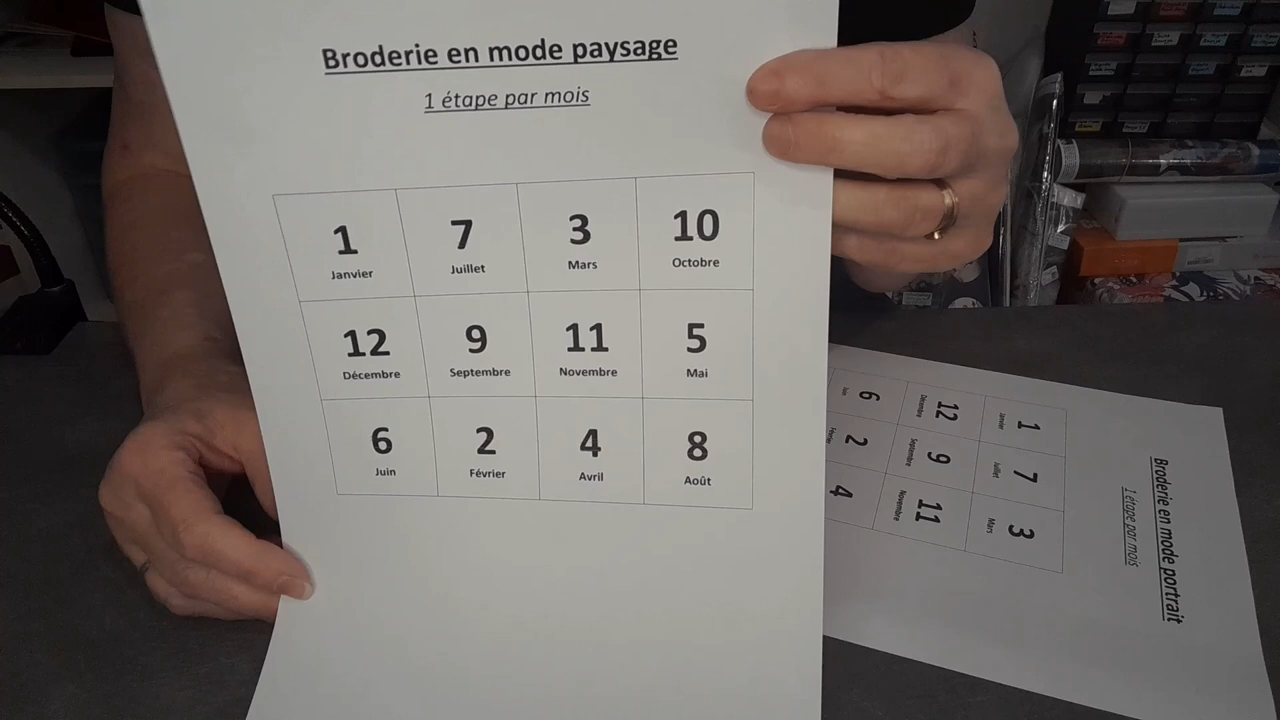 Broderie en mode paysage
1 étape par mois
1 7 3 10
Janvier Juillet Mars Octobre
12 9 11 5
Décembre Septembre Novembre Mai
6 2 4 8
Juin Février Avril Août
Broderie en mode portrait
1 étape par mois
1 7 3
Janvier Juillet Mars
12 9 11
Décembre Septembre Novembre
6 2 4
Juin Février